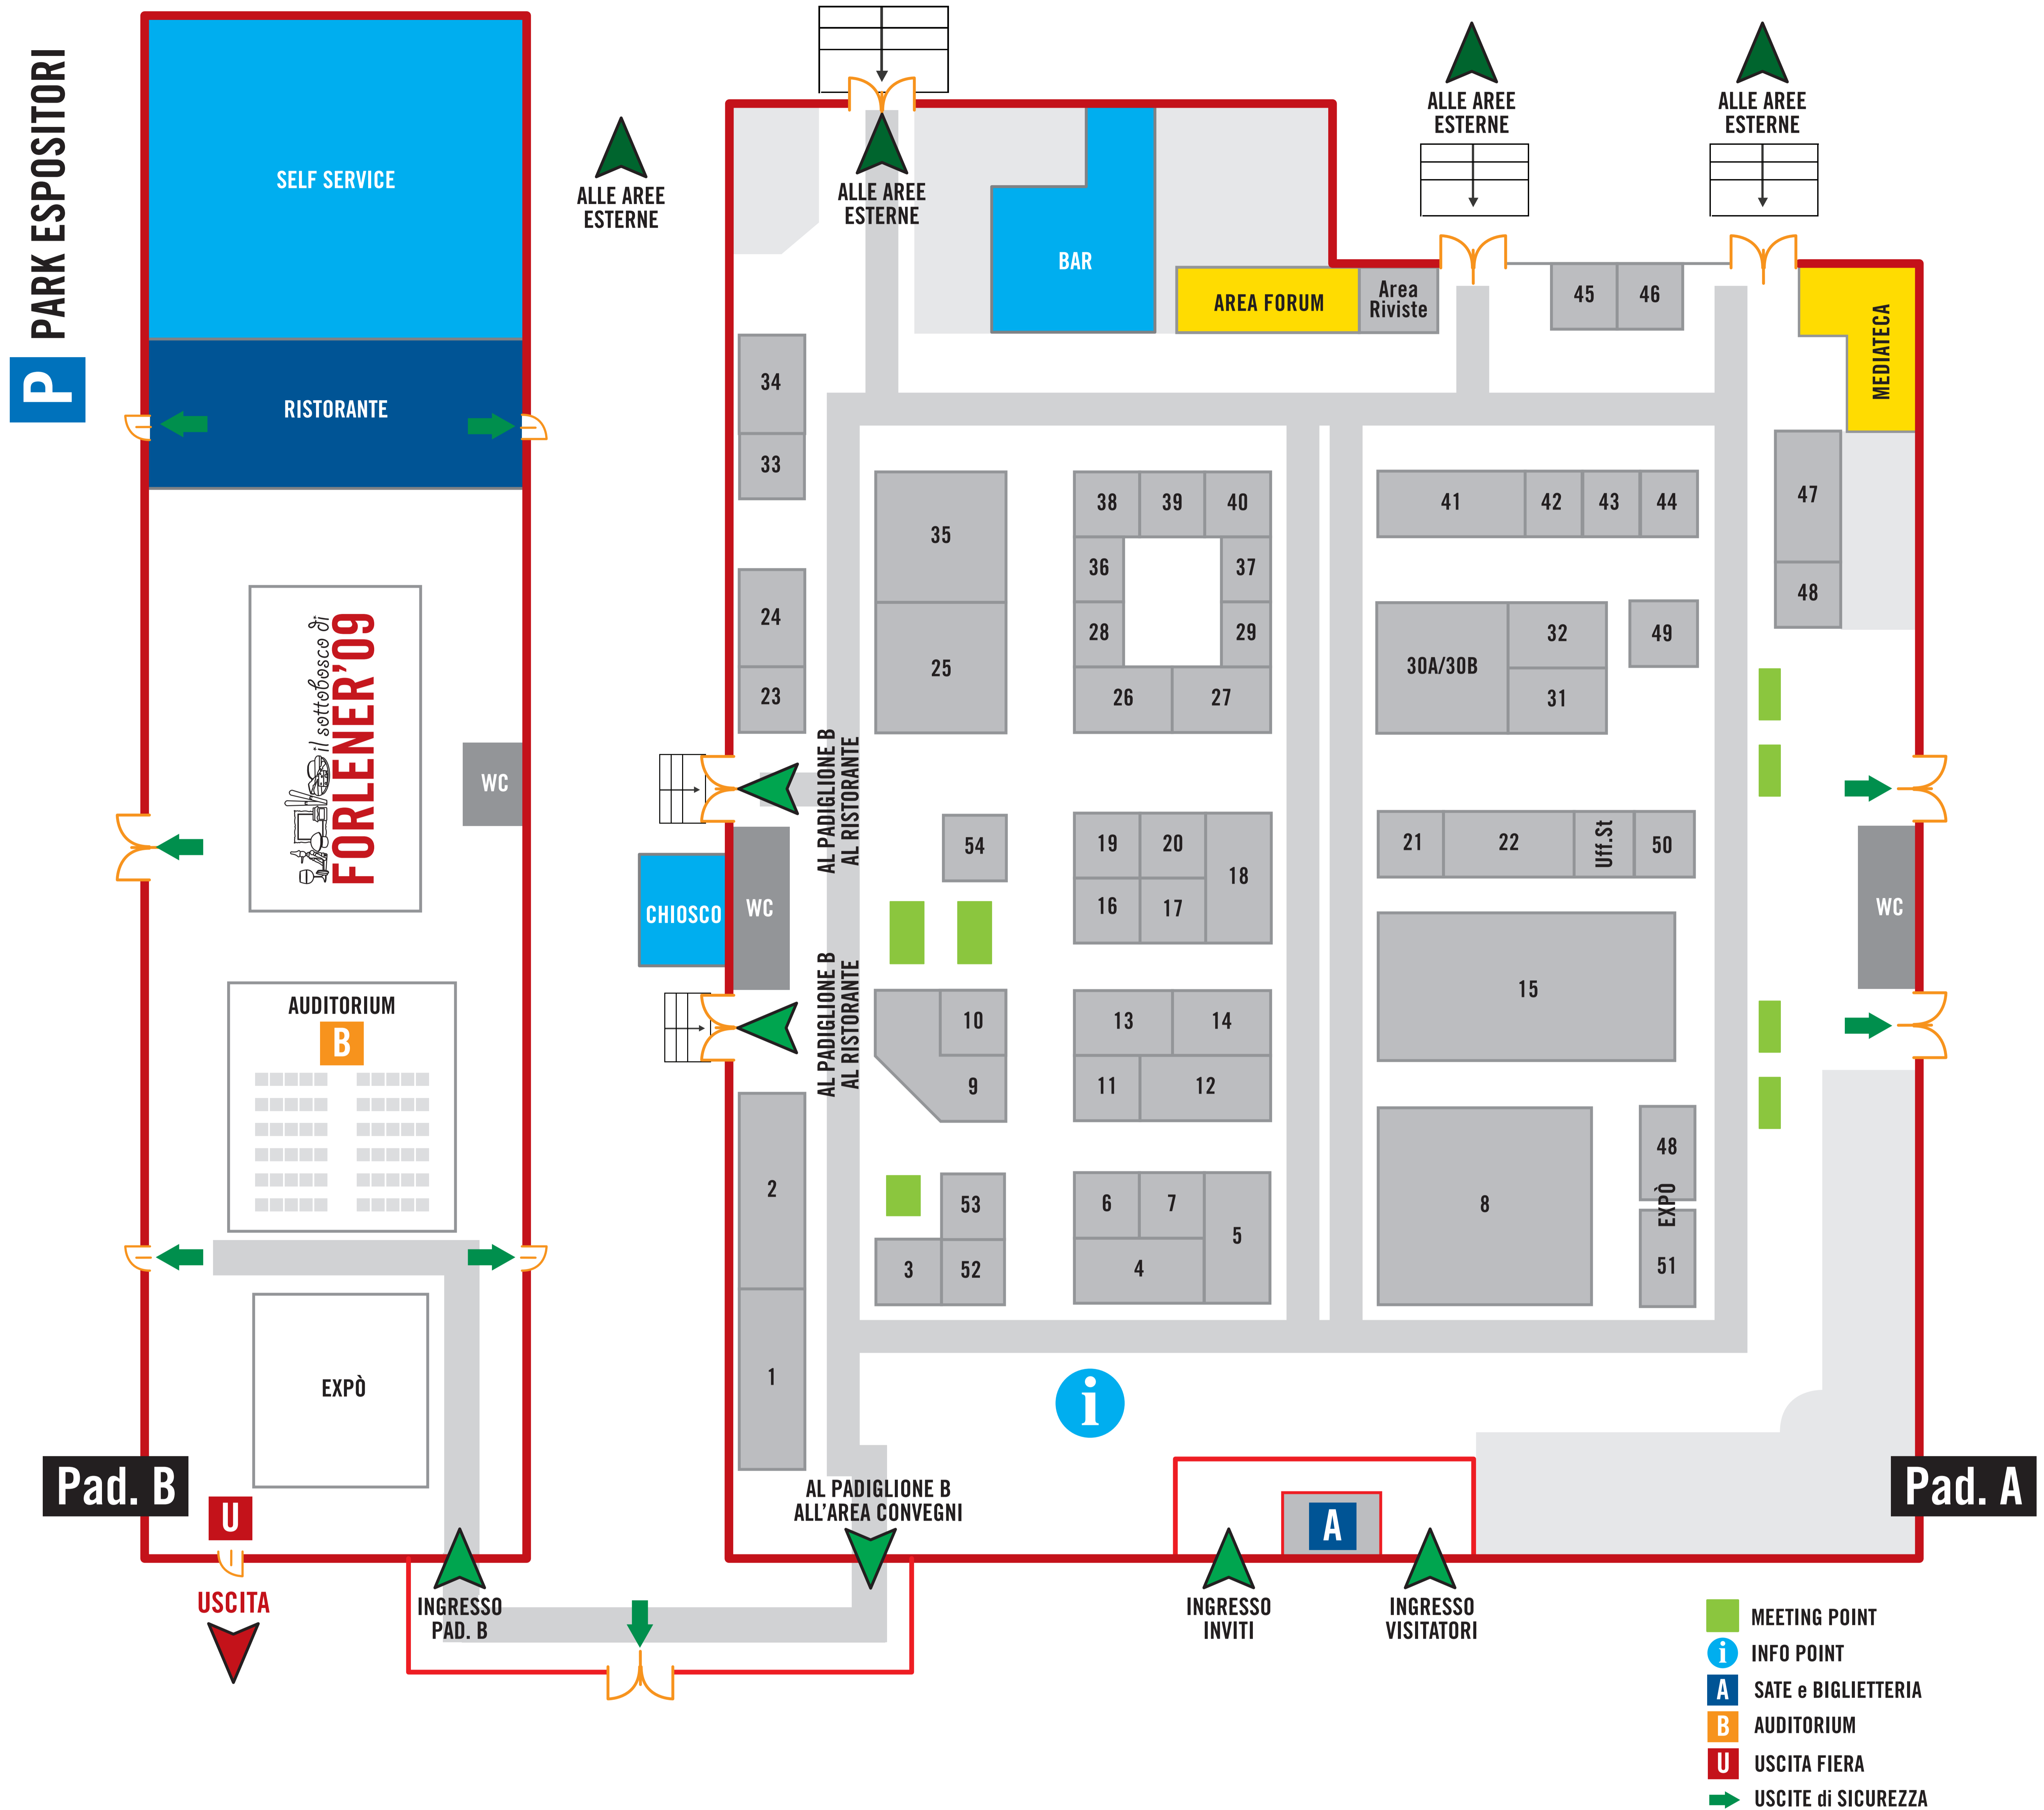 P PARK ESPOSITORI
SELF SERVICE
RISTORANTE
il sottobosco di
FORLENER'09
WC
AUDITORIUM
B
EXPÒ
Pad. B
U
USCITA
INGRESSO
PAD. B
ALLE AREE
ESTERNE
ALLE AREE
ESTERNE
ALLE AREE
ESTERNE
ALLE AREE
ESTERNE
BAR
AREA FORUM
Area
Riviste
45
46
MEDIATECA
34
33
35
38
39
40
41
42
43
44
47
36
37
48
24
25
28
29
30A/30B
32
49
23
26
27
31
AL PADIGLIONE B
AL RISTORANTE
54
19
20
18
21
22
Uff.St
50
CHIOSCO
WC
16
17
WC
AL PADIGLIONE B
AL RISTORANTE
10
13
14
15
9
11
12
2
53
6
7
5
8
48
EXPÒ
3
52
4
51
1
i
AL PADIGLIONE B
ALL'AREA CONVEGNI
A
Pad. A
INGRESSO
INVITI
INGRESSO
VISITATORI
MEETING POINT
i INFO POINT
A SATE e BIGLIETTERIA
B AUDITORIUM
U USCITA FIERA
USCITE di SICUREZZA